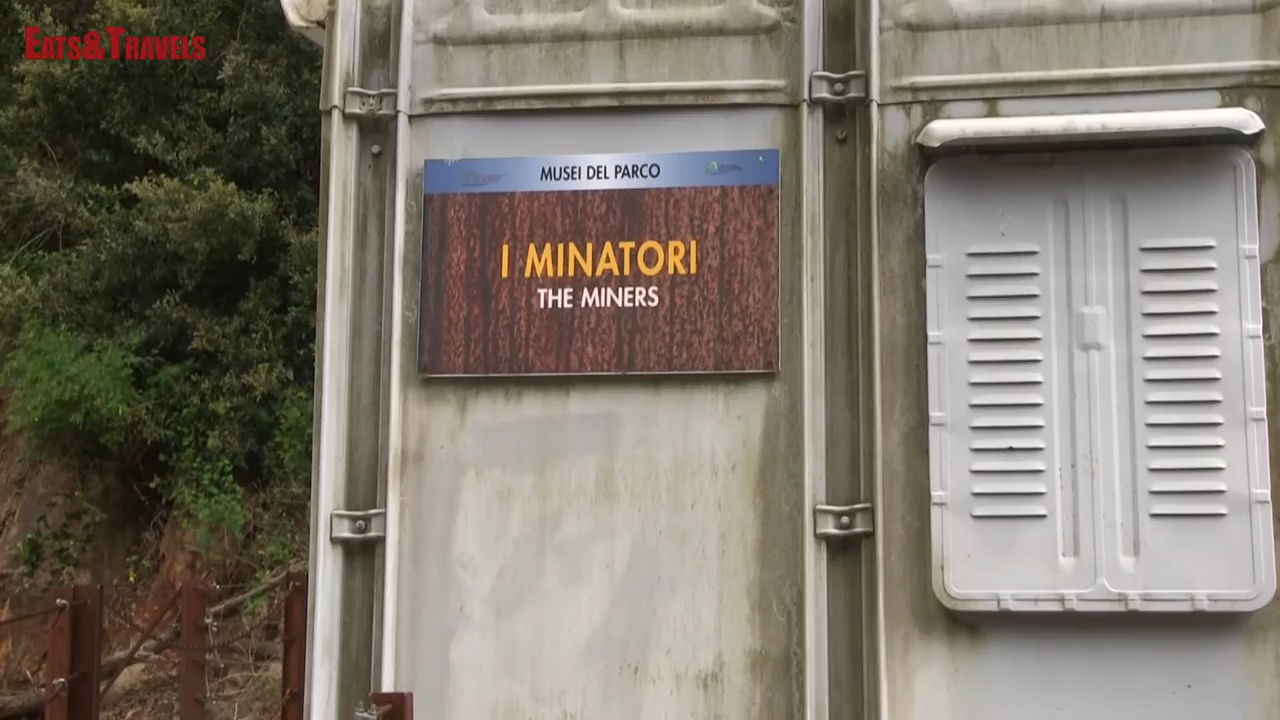 EATS&TRAVELS
MUSEI DEL PARCO
I MINATORI
THE MINERS